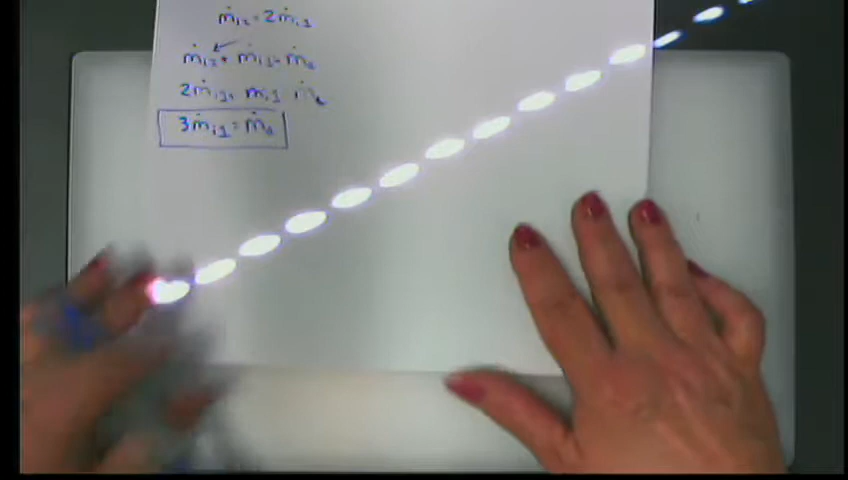 ṁi2 = 2ṁi1
ṁi2 + ṁi1 = ṁe
2ṁi1 + ṁi1 ṁe
3ṁi1 = ṁe